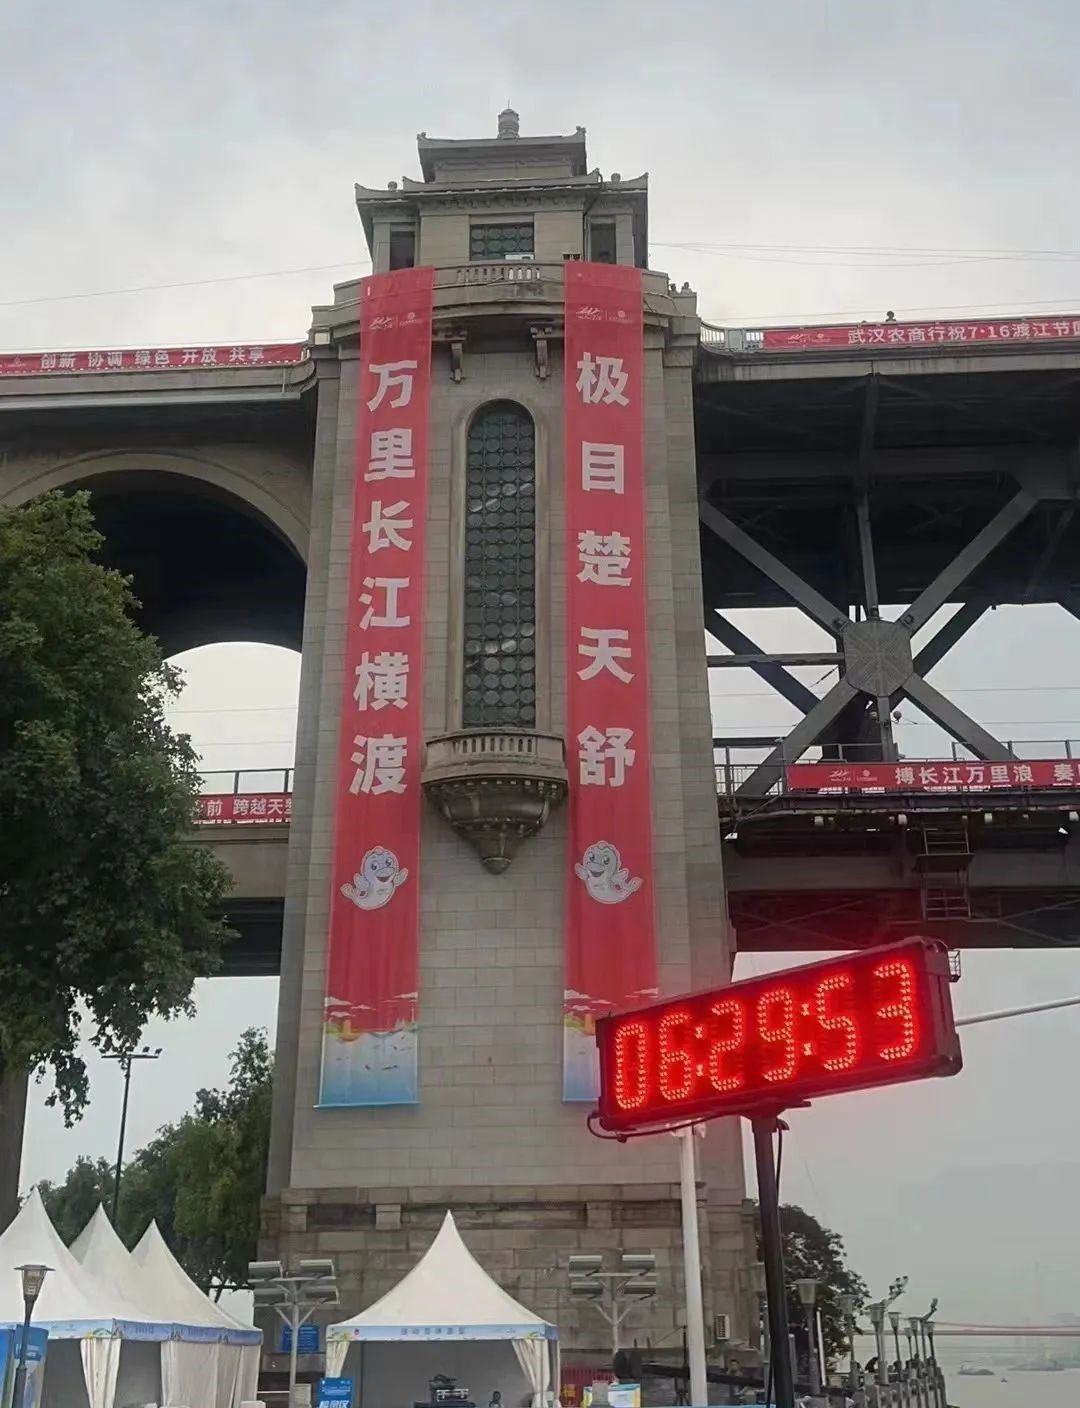 万里长江横渡
极目楚天舒
创新 协调 绿色 开放 共享
武汉农商行祝7·16渡江节
前 跨越天
搏长江万里浪 奏
06:29:53